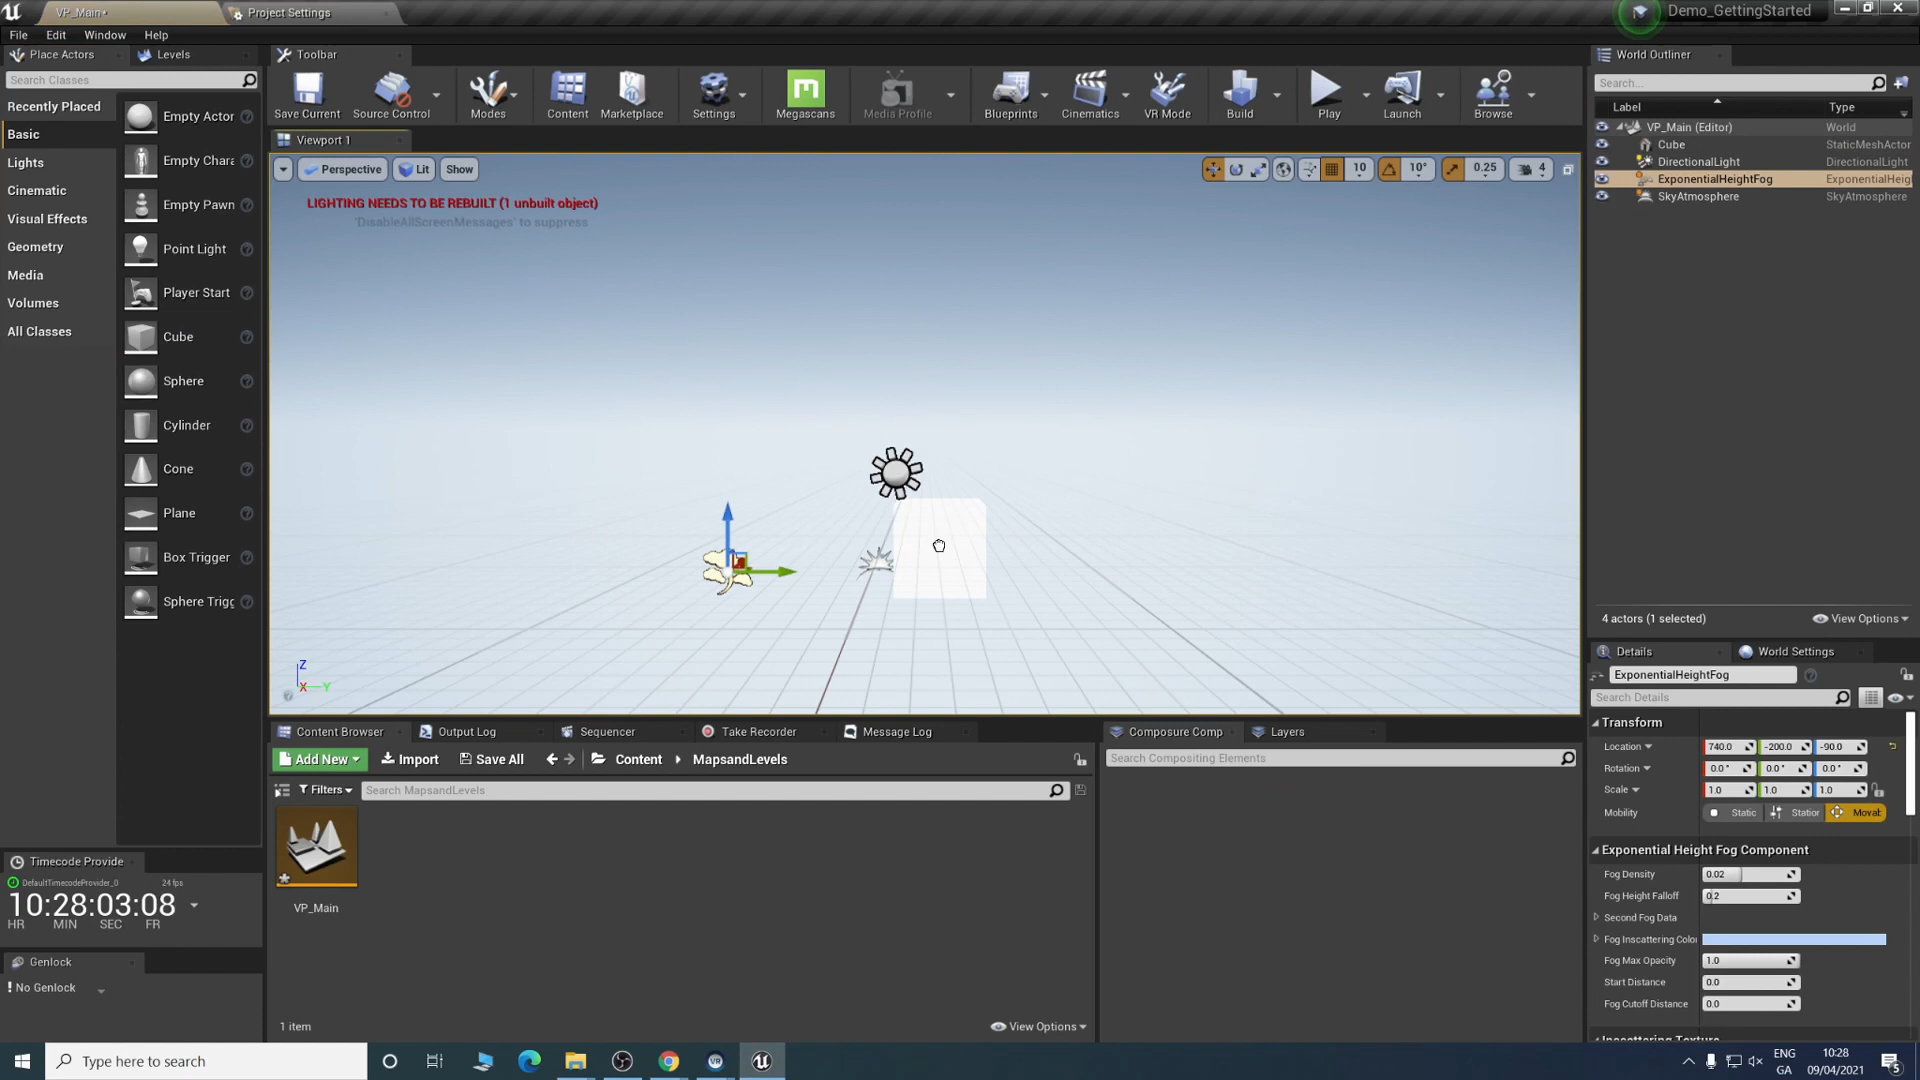 VP_Main•
Project Settings
Demo_GettingStarted
File Edit Window Help
Place Actors
Levels
Toolbar
World Outliner
Search Classes
Search...
Save Current
Source Control
Modes
Content
Marketplace
Settings
Megascans
Media Profile
Blueprints
Cinematics
VR Mode
Build
Play
Launch
Browse
Recently Placed
Basic
Lights
Cinematic
Visual Effects
Geometry
Media
Volumes
All Classes
Empty Actor
Empty Chara
Empty Pawn
Point Light
Player Start
Cube
Sphere
Cylinder
Cone
Plane
Box Trigger
Sphere Trigg
Viewport 1
Perspective
Lit
Show
10
10°
0.25
4
LIGHTING NEEDS TO BE REBUILT (1 unbuilt object)
'DisableAllScreenMessages' to suppress
Z
X Y
Label Type
VP_Main (Editor) World
Cube StaticMeshActor
DirectionalLight DirectionalLight
ExponentialHeightFog ExponentialHeig
SkyAtmosphere SkyAtmosphere
4 actors (1 selected)
View Options
Details
World Settings
ExponentialHeightFog
Search Details
Transform
Location 740.0 -200.0 -90.0
Rotation 0.0 ° 0.0 ° 0.0 °
Scale 1.0 1.0 1.0
Mobility Static Station Movab
Exponential Height Fog Component
Fog Density 0.02
Fog Height Falloff 0.2
Second Fog Data
Fog Inscattering Color
Fog Max Opacity 1.0
Start Distance 0.0
Fog Cutoff Distance 0.0
Inscattering Texture
Content Browser
Output Log
Sequencer
Take Recorder
Message Log
Composure Comp
Layers
Add New
Import
Save All
Content
MapsandLevels
Search Compositing Elements
Filters
Search MapsandLevels
VP_Main
1 item
View Options
Timecode Provide
DefaultTimecodeProvider_0 24 fps
10:28:03:08
HR MIN SEC FR
Genlock
! No Genlock
Type here to search
ENG
GA
10:28
09/04/2021
5